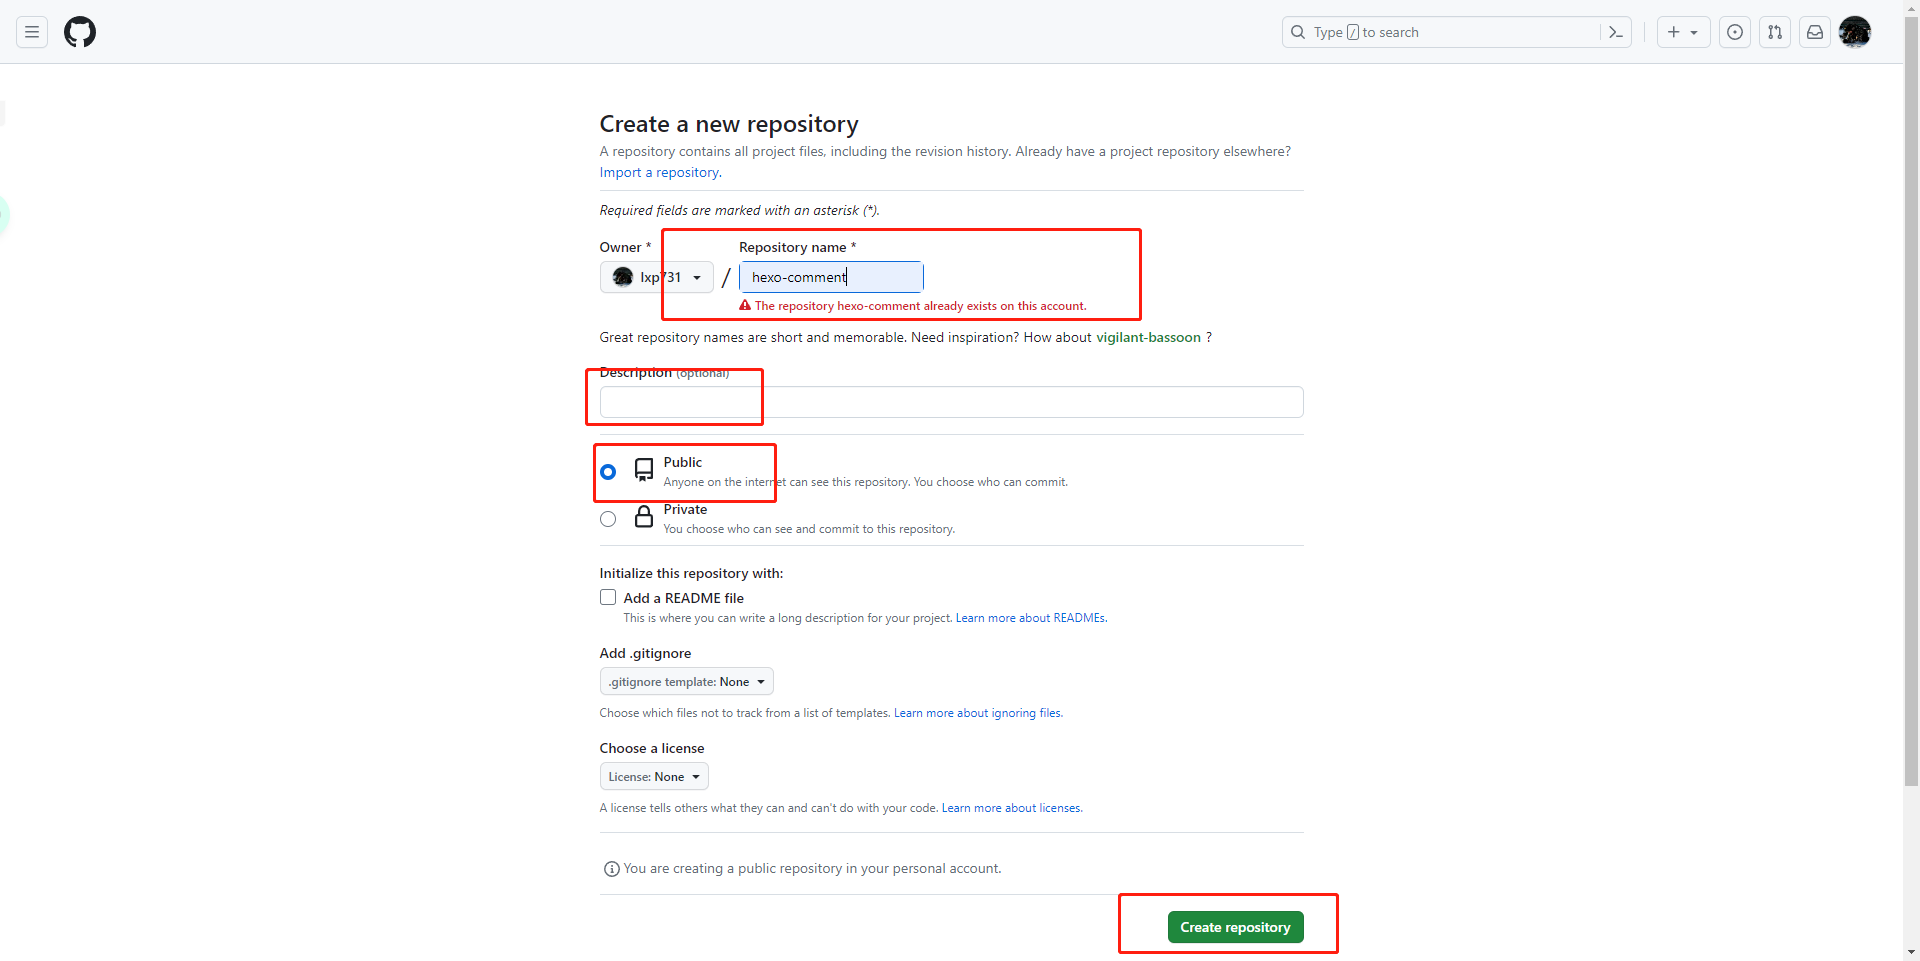 Type / to search
Create a new repository
A repository contains all project files, including the revision history. Already have a project repository elsewhere?
Import a repository.
Required fields are marked with an asterisk (*).
Owner *
Repository name *
lxp731
/
hexo-comment
The repository hexo-comment already exists on this account.
Great repository names are short and memorable. Need inspiration? How about vigilant-bassoon ?
Description (optional)
Public
Anyone on the internet can see this repository. You choose who can commit.
Private
You choose who can see and commit to this repository.
Initialize this repository with:
Add a README file
This is where you can write a long description for your project. Learn more about READMEs.
Add .gitignore
.gitignore template: None
Choose which files not to track from a list of templates. Learn more about ignoring files.
Choose a license
License: None
A license tells others what they can and can't do with your code. Learn more about licenses.
You are creating a public repository in your personal account.
Create repository